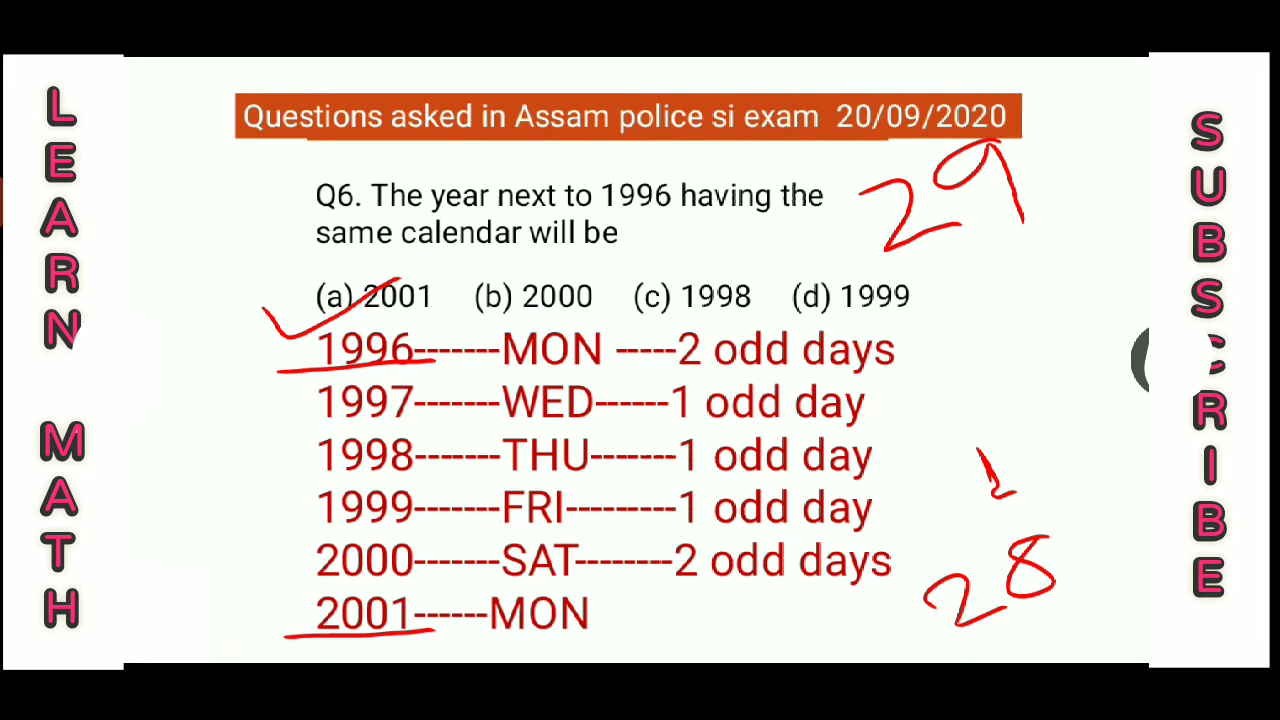 LEARN MATH
Questions asked in Assam police si exam 20/09/2020
29
Q6. The year next to 1996 having the
same calendar will be
(a) 2001 (b) 2000 (c) 1998 (d) 1999
1996-------MON -----2 odd days
1997-------WED------1 odd day
1998-------THU-------1 odd day
1999-------FRI---------1 odd day
2000-------SAT--------2 odd days
2001------MON
28
SUBSCRIBE